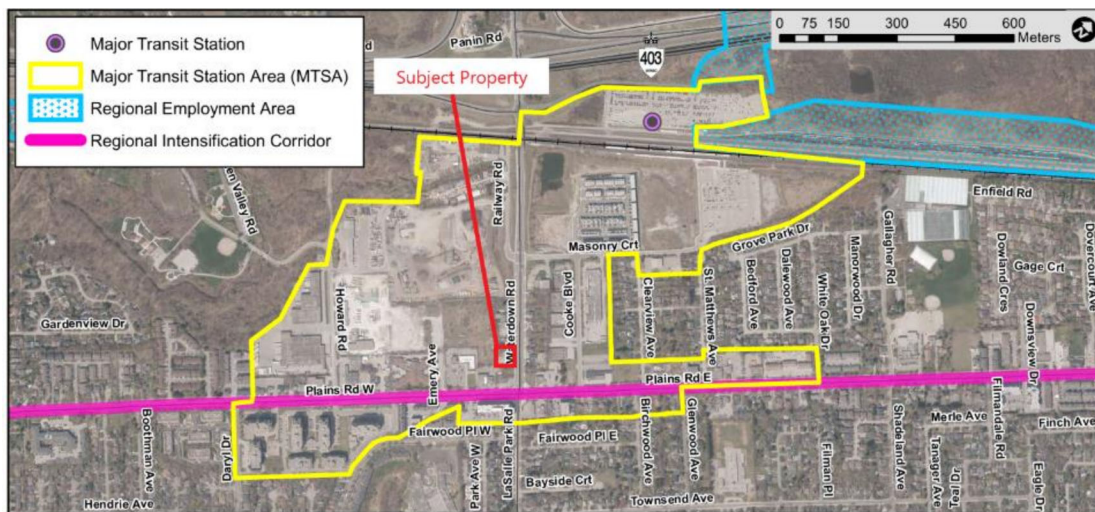 Major Transit Station
Major Transit Station Area (MTSA)
Regional Employment Area
Regional Intensification Corridor
Subject Property
Panin Rd
403
0 75 150 300 450 600
Meters
en Valley Rd
Railway Rd
Masonry Crt
Grove Park Dr
Enfield Rd
Gallagher Rd
Manorwood Dr
White Oak Dr
Dalewood Ave
Bedford Ave
St. Matthews Ave
Clearview Ave
Cooke Blvd
Dowland Cres
Gage Crt
Dovercourt Ave
Downsview Dr
Gardenview Dr
Howard Rd
Emery Ave
W terdown Rd
Plains Rd W
Plains Rd E
Boothman Ave
Daryl Dr
Fairwood Pl W
Park Ave W
LaSalle Park Rd
Fairwood Pl E
Bayside Crt
Birchwood Ave
Glenwood Ave
Filman Pl
Shadeland Ave
Merle Ave
Tanager Ave
Teal Dr
Filmandale Rd
Finch Ave
Eagle Dr
Hendrie Ave
Townsend Ave